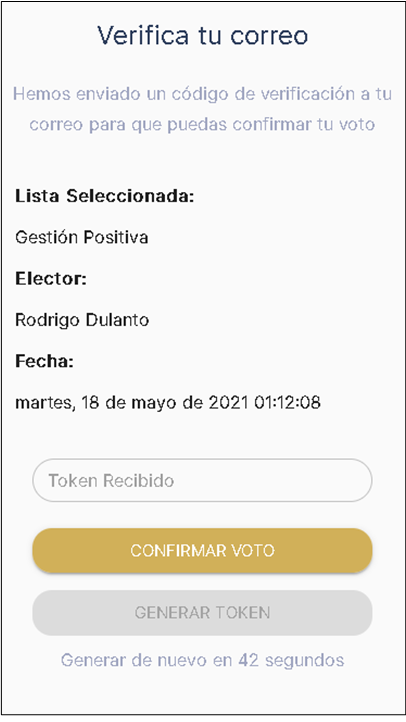 Verifica tu correo
Hemos enviado un código de verificación a tu
correo para que puedas confirmar tu voto
Lista Seleccionada:
Gestión Positiva
Elector:
Rodrigo Dulanto
Fecha:
martes, 18 de mayo de 2021 01:12:08
Token Recibido
CONFIRMAR VOTO
GENERAR TOKEN
Generar de nuevo en 42 segundos